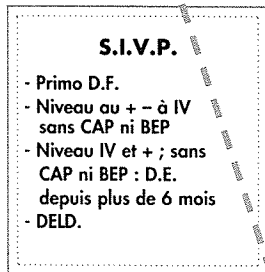 S.I.V.P.
- Primo D.F.
- Niveau au + – à IV
sans CAP ni BEP
- Niveau IV et + ; sans
CAP ni BEP : D.E.
depuis plus de 6 mois
- DELD.